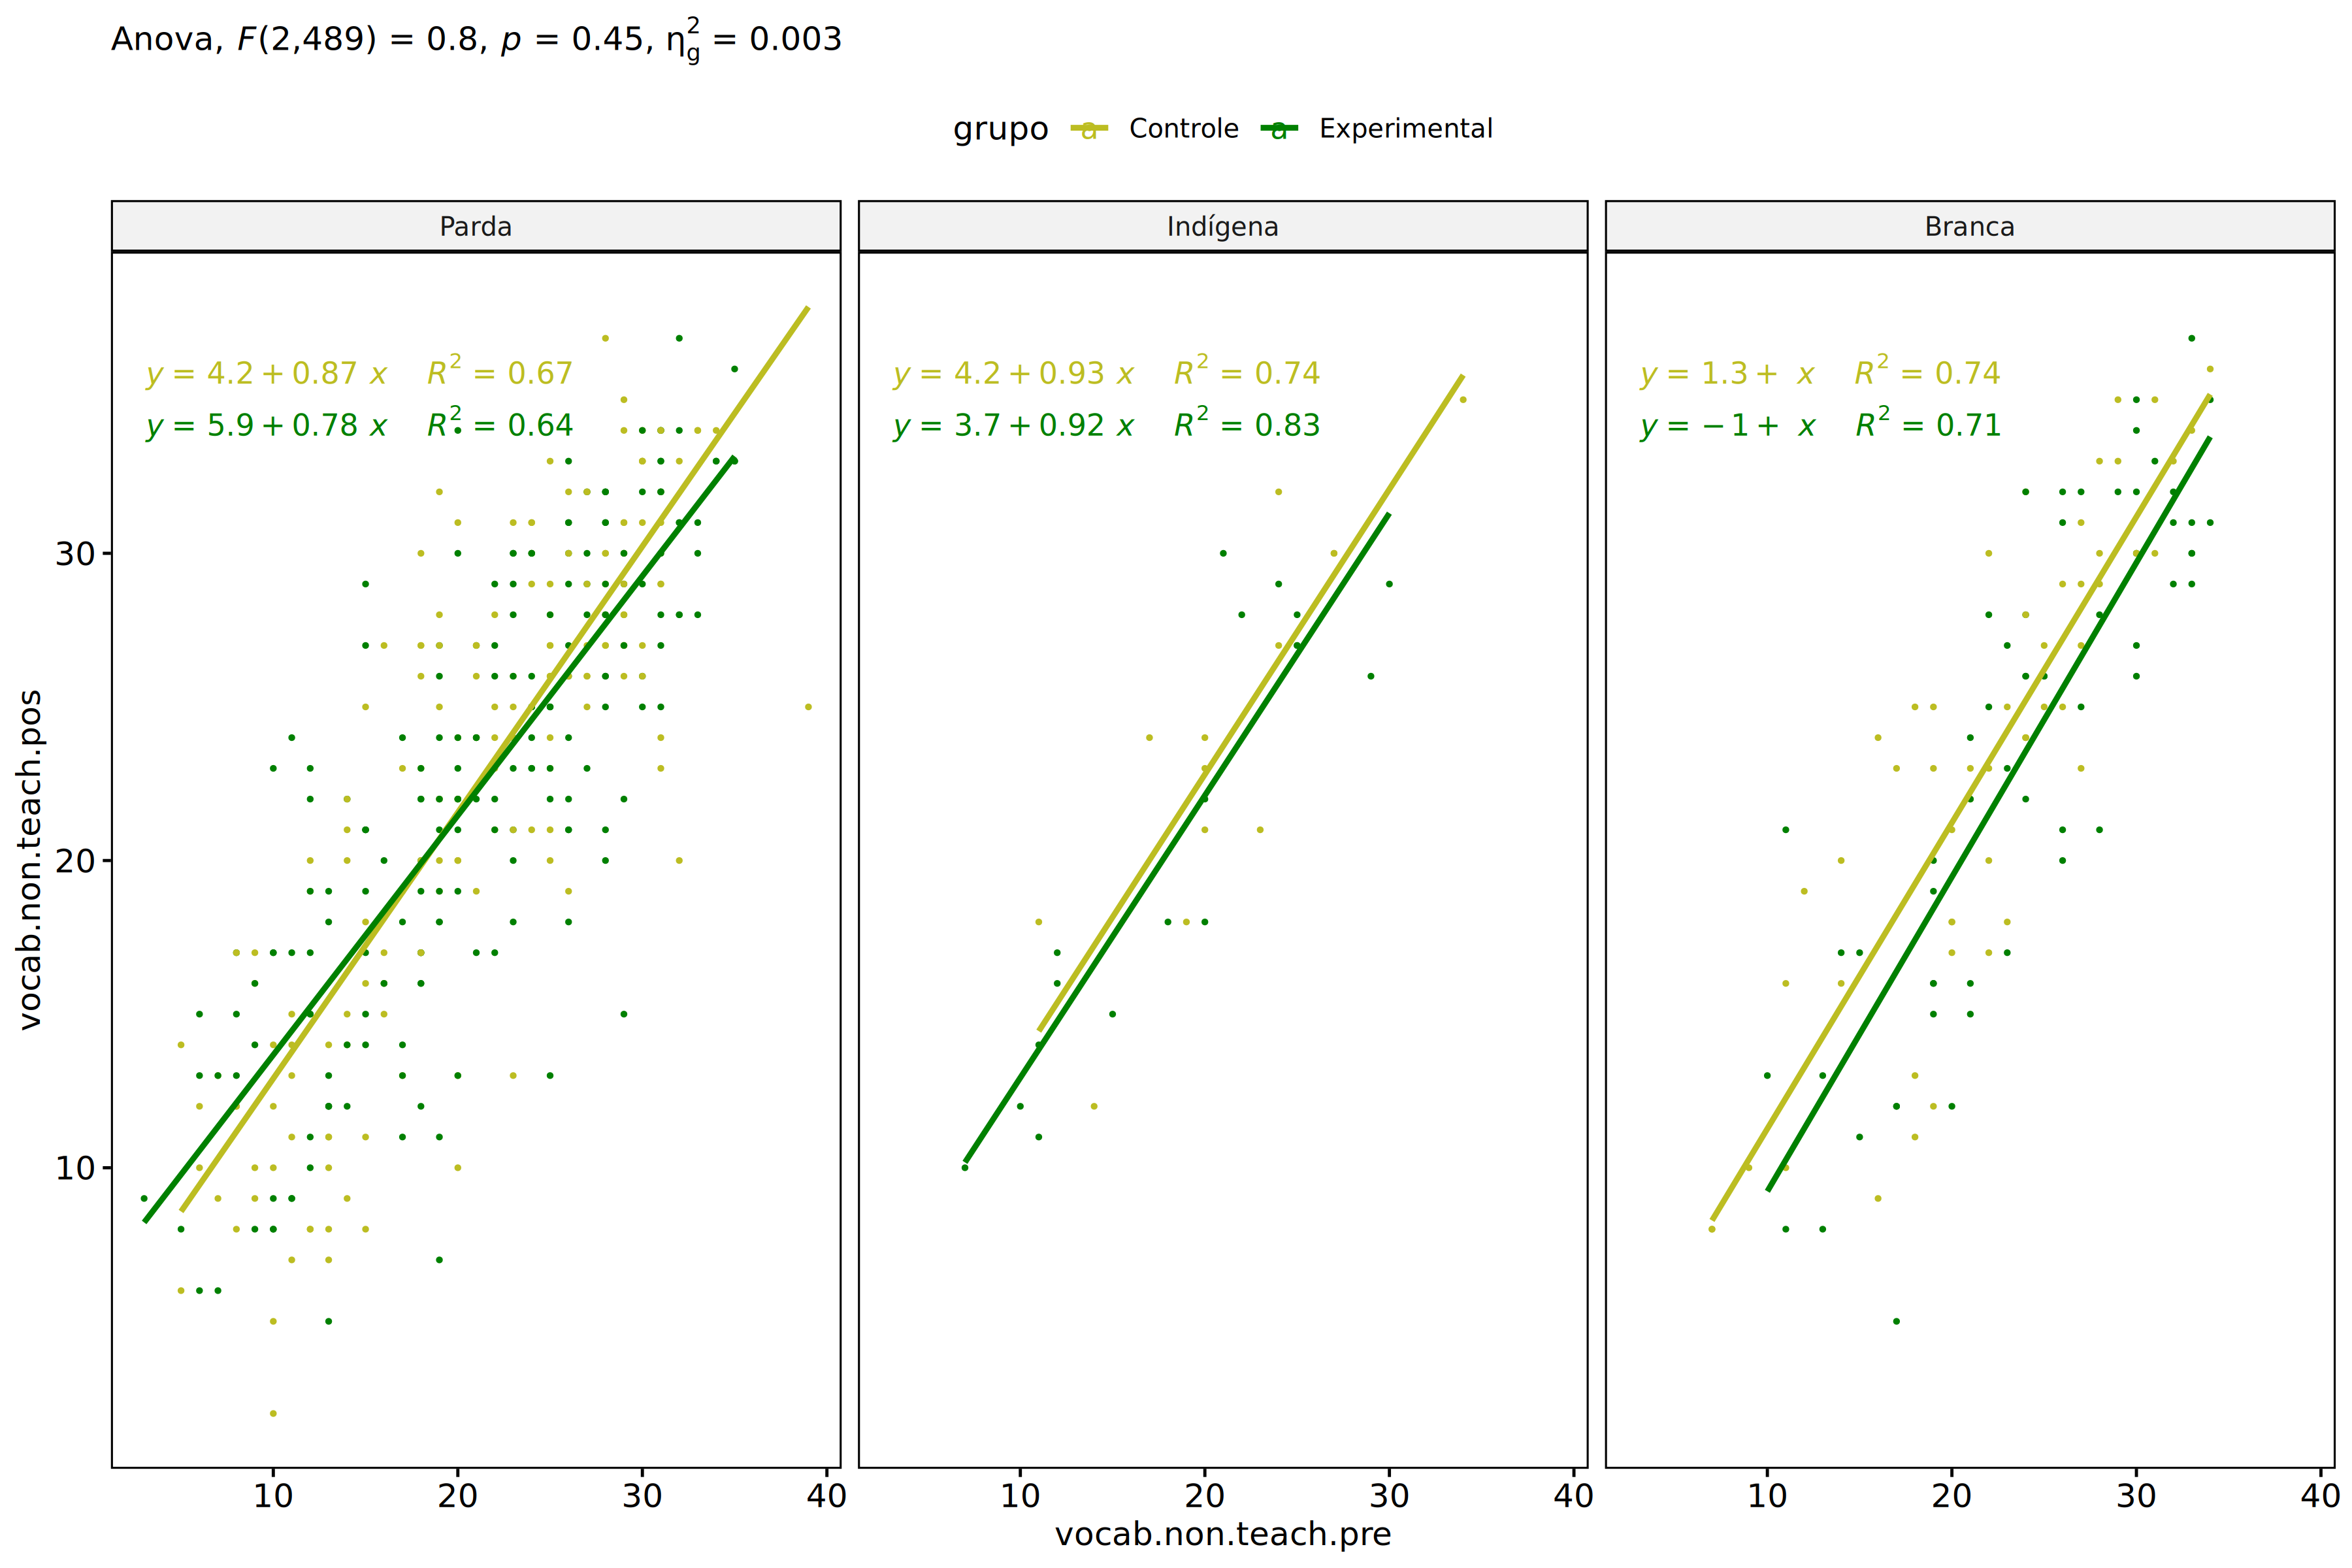 Anova, F(2,489) = 0.8, p = 0.45, η²g = 0.003
grupo a Controle a Experimental
Parda Indígena Branca
y = 4.2 + 0.87 x R² = 0.67
y = 5.9 + 0.78 x R² = 0.64
y = 4.2 + 0.93 x R² = 0.74
y = 3.7 + 0.92 x R² = 0.83
y = 1.3 + x R² = 0.74
y = − 1 + x R² = 0.71
vocab.non.teach.pos
30
20
10
10 20 30 40 10 20 30 40 10 20 30 40
vocab.non.teach.pre